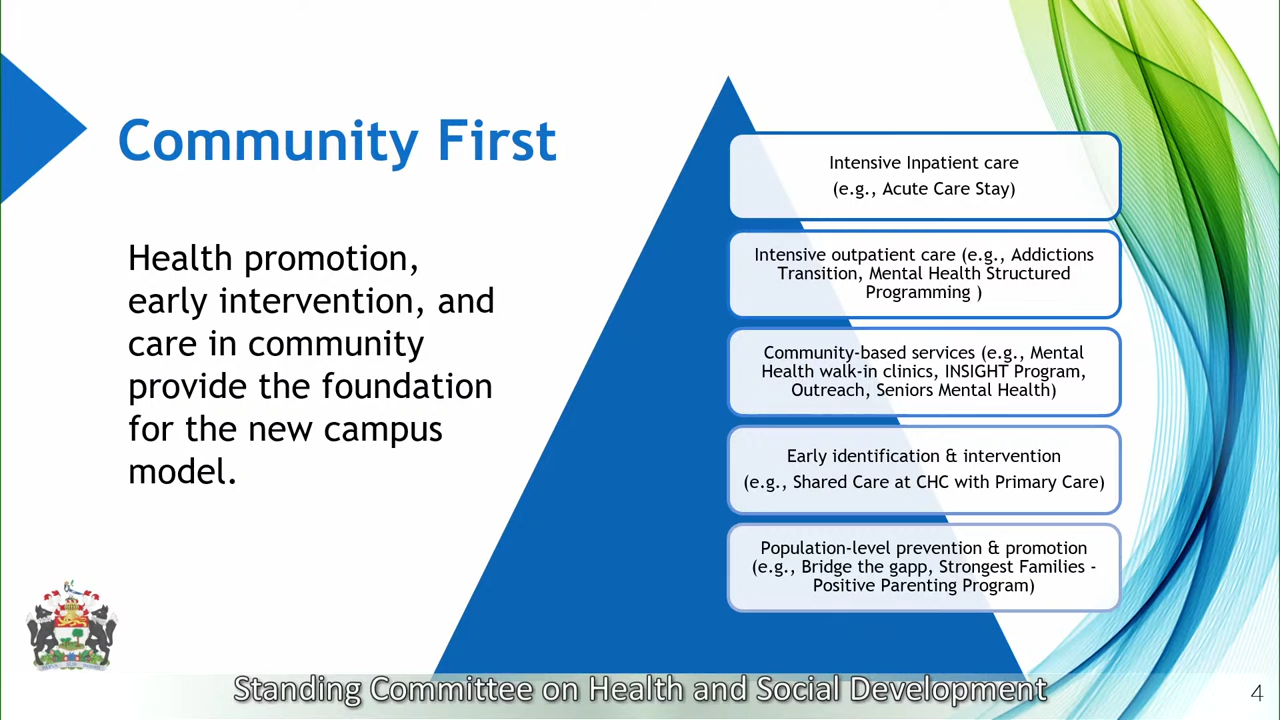 Community First
Health promotion,
early intervention, and
care in community
provide the foundation
for the new campus
model.
Intensive Inpatient care
(e.g., Acute Care Stay)
Intensive outpatient care (e.g., Addictions
Transition, Mental Health Structured
Programming )
Community-based services (e.g., Mental
Health walk-in clinics, INSIGHT Program,
Outreach, Seniors Mental Health)
Early identification & intervention
(e.g., Shared Care at CHC with Primary Care)
Population-level prevention & promotion
(e.g., Bridge the gapp, Strongest Families -
Positive Parenting Program)
Standing Committee on Health and Social Development
4